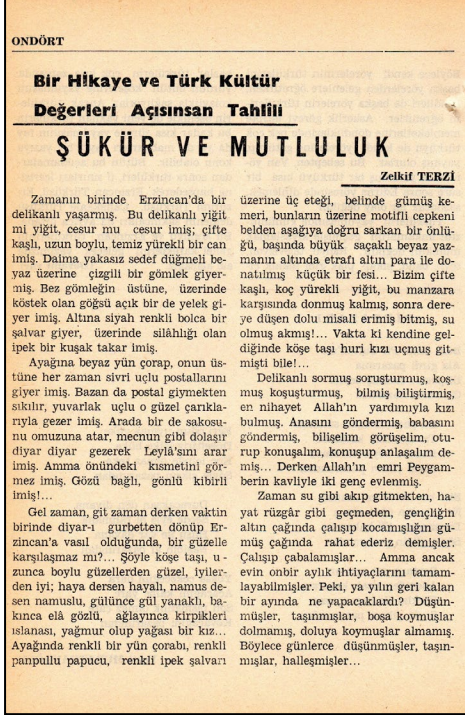 ONDÖRT
Bir Hikaye ve Türk Kültür
Değerleri Açısınsan Tahlili
ŞÜKÜR VE MUTLULUK
Zelkif TERZİ
Zamanın birinde Erzincan'da bir
delikanlı yaşarmış. Bu delikanlı yiğit
mi yiğit, cesur mu cesur imiş; çifte
kaşlı, uzun boylu, temiz yürekli bir can
imiş. Daima yakasız sedef düğmeli be-
yaz üzerine çizgili bir gömlek giyer-
miş. Bez gömleğin üstüne, üzerinde
köstek olan göğsü açık bir de yelek gi-
yer imiş. Altına siyah renkli bolca bir
şalvar giyer, üzerinde silâhlığı olan
ipek bir kuşak takar imiş.
Ayağına beyaz yün çorap, onun üs-
tüne her zaman sivri uçlu postallarını
giyer imiş. Bazan da postal giymekten
sıkılır, yuvarlak uçlu o güzel çarıkla-
rıyla gezer imiş. Arada bir de sakosu-
nu omuzuna atar, mecnun gibi dolaşır
diyar diyar gezerek Leylâ'sını arar
imiş. Amma önündeki kısmetini gör-
mez imiş. Gözü bağlı, gönlü kibirli
imiş!...
Gel zaman, git zaman derken vaktin
birinde diyar-ı gurbetten dönüp Er-
zincan'a vasıl olduğunda, bir güzelle
karşılaşmaz mı?... Şöyle köşe taşı, u -
zunca boylu güzellerden güzel, iyiler-
den iyi; haya dersen hayalı, namus de-
sen namuslu, gülünce gül yanaklı, ba-
kınca elâ gözlü, ağlayınca kirpikleri
ıslanası, yağmur olup yağası bir kız...
Ayağında renkli bir yün çorabı, renkli
panpullu papucu, renkli ipek şalvarı
üzerine üç eteği, belinde gümüş ke-
meri, bunların üzerine motifli cepkeni
belden aşağıya doğru sarkan bir önlü-
ğü, başında büyük saçaklı beyaz yaz-
manın altında etrafı altın para ile do-
natılmış küçük bir fesi... Bizim çifte
kaşlı, koç yürekli yiğit, bu manzara
karşısında donmuş kalmış, sonra dere-
ye düşen dolu misali erimiş bitmiş, su
olmuş akmış!... Vakta ki kendine gel-
diğinde köşe taşı huri kızı uçmuş git-
mişti bile!...
Delikanlı sormuş soruşturmuş, koş-
muş koşuşturmuş, bilmiş biliştirmiş,
en nihayet Allah'ın yardımıyla kızı
bulmuş. Anasını göndermiş, babasını
göndermiş, bilişelim görüşelim, otu-
rup konuşalım, konuşup anlaşalım de-
miş... Derken Allah'ın emri Peygam-
berin kavliyle iki genç evlenmiş.
Zaman su gibi akıp gitmekten, ha-
yat rüzgâr gibi geçmeden, gençliğin
altın çağında çalışıp kocamışlığın gü-
müş çağında rahat ederiz demişler.
Çalışıp çabalamışlar... Amma ancak
evin onbir aylık ihtiyaçlarını tamam-
layabilmişler. Peki, ya yılın geri kalan
bir ayında ne yapacaklardı? Düşün-
müşler, taşınmışlar, boşa koymuşlar
dolmamış, doluya koymuşlar almamış.
Böylece günlerce düşünmüşler, taşın-
mışlar, halleşmişler...